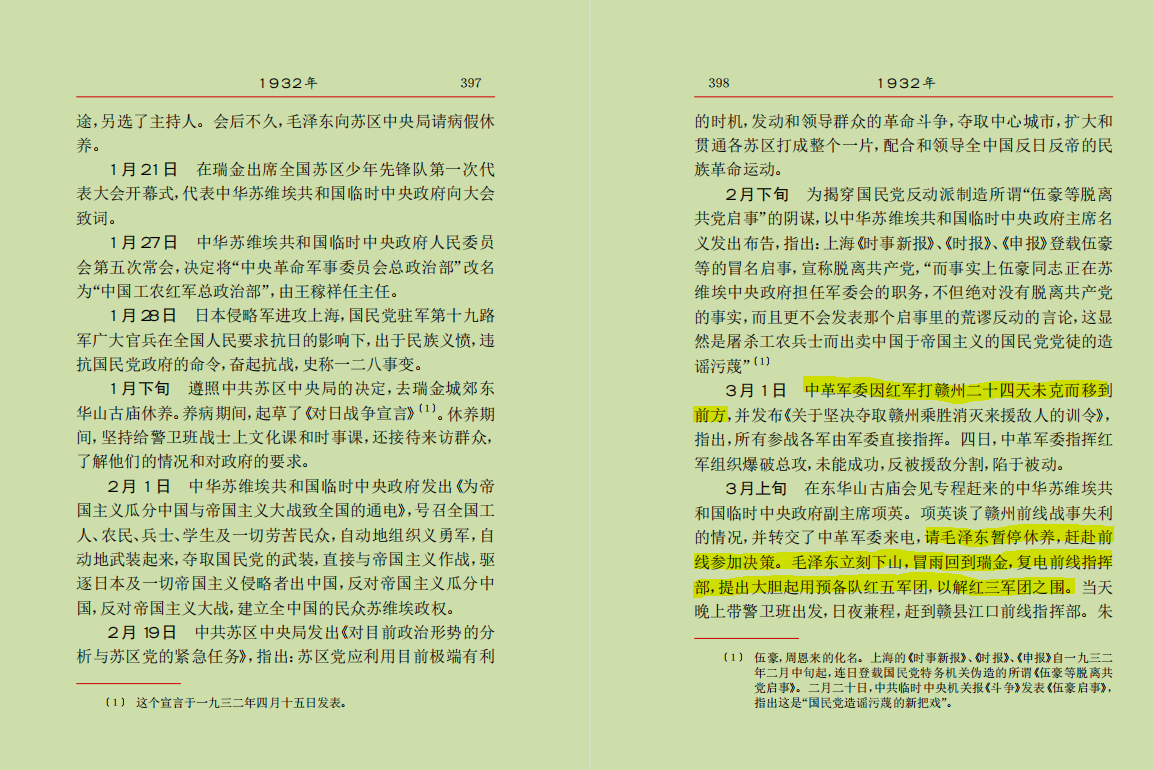 1932年 397
途,另选了主持人。会后不久,毛泽东向苏区中央局请病假休
养。
1月21日 在瑞金出席全国苏区少年先锋队第一次代
表大会开幕式,代表中华苏维埃共和国临时中央政府向大会
致词。
1月27日 中华苏维埃共和国临时中央政府人民委员
会第五次常会,决定将“中央革命军事委员会总政治部”改名
为“中国工农红军总政治部”,由王稼祥任主任。
1月28日 日本侵略军进攻上海,国民党驻军第十九路
军广大官兵在全国人民要求抗日的影响下,出于民族义愤,违
抗国民党政府的命令,奋起抗战,史称一二八事变。
1月下旬 遵照中共苏区中央局的决定,去瑞金城郊东
华山古庙休养。养病期间,起草了《对日战争宣言》〔1〕。休养期
间,坚持给警卫班战士上文化课和时事课,还接待来访群众,
了解他们的情况和对政府的要求。
2月1日 中华苏维埃共和国临时中央政府发出《为帝
国主义瓜分中国与帝国主义大战致全国的通电》,号召全国工
人、农民、兵士、学生及一切劳苦民众,自动地组织义勇军,自
动地武装起来,夺取国民党的武装,直接与帝国主义作战,驱
逐日本及一切帝国主义侵略者出中国,反对帝国主义瓜分中
国,反对帝国主义大战,建立全中国的民众苏维埃政权。
2月19日 中共苏区中央局发出《对目前政治形势的分
析与苏区党的紧急任务》,指出:苏区党应利用目前极端有利
〔1〕 这个宣言于一九三二年四月十五日发表。
398 1932年
的时机,发动和领导群众的革命斗争,夺取中心城市,扩大和
贯通各苏区打成整个一片,配合和领导全中国反日反帝的民
族革命运动。
2月下旬 为揭穿国民党反动派制造所谓“伍豪等脱离
共党启事”的阴谋,以中华苏维埃共和国临时中央政府主席名
义发出布告,指出:上海《时事新报》、《时报》、《申报》登载伍豪
等的冒名启事,宣称脱离共产党,“而事实上伍豪同志正在苏
维埃中央政府担任军委会的职务,不但绝对没有脱离共产党
的事实,而且更不会发表那个启事里的荒谬反动的言论,这显
然是屠杀工农兵士而出卖中国于帝国主义的国民党党徒的造
谣污蔑”〔1〕
3月1日 中革军委因红军打赣州二十四天未克而移到
前方,并发布《关于坚决夺取赣州乘胜消灭来援敌人的训令》,
指出,所有参战各军由军委直接指挥。四日,中革军委指挥红
军组织爆破总攻,未能成功,反被援敌分割,陷于被动。
3月上旬 在东华山古庙会见专程赶来的中华苏维埃共
和国临时中央政府副主席项英。项英谈了赣州前线战事失利
的情况,并转交了中革军委来电,请毛泽东暂停休养,赶赴前
线参加决策。毛泽东立刻下山,冒雨回到瑞金,复电前线指挥
部,提出大胆起用预备队红五军团,以解红三军团之围。当天
晚上带警卫班出发,日夜兼程,赶到赣县江口前线指挥部。朱
〔1〕 伍豪,周恩来的化名。上海的《时事新报》、《时报》、《申报》自一九三二
年二月中旬起,连日登载国民党特务机关伪造的所谓《伍豪等脱离共
党启事》。二月二十日,中共临时中央机关报《斗争》发表《伍豪启事》,
指出这是“国民党造谣污蔑的新把戏”。